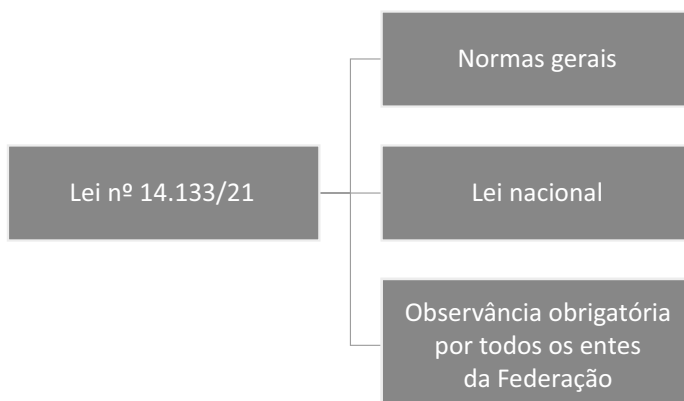 Lei nº 14.133/21
Normas gerais
Lei nacional
Observância obrigatória
por todos os entes
da Federação